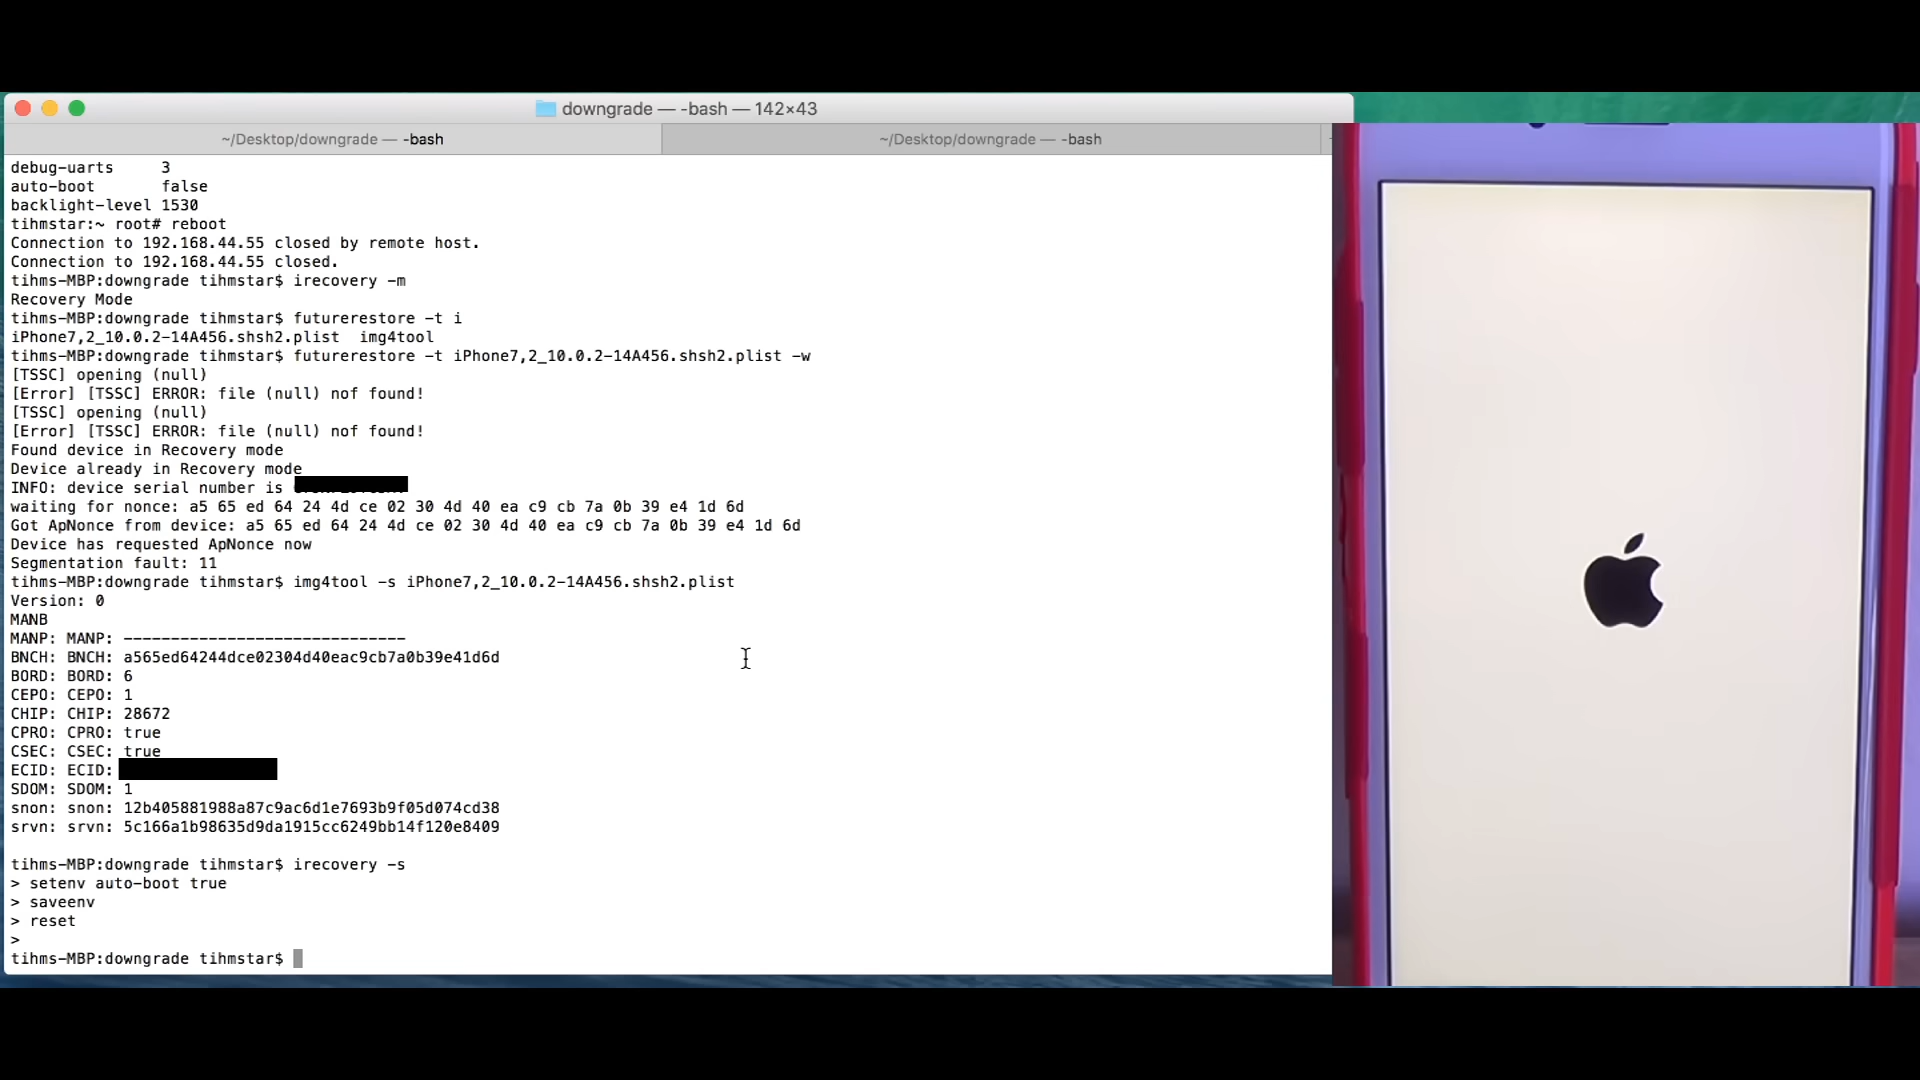 downgrade — -bash — 142×43
~/Desktop/downgrade — -bash
~/Desktop/downgrade — -bash
debug-uarts 3
auto-boot false
backlight-level 1530
tihmstar:~ root# reboot
Connection to 192.168.44.55 closed by remote host.
Connection to 192.168.44.55 closed.
tihms-MBP:downgrade tihmstar$ irecovery -m
Recovery Mode
tihms-MBP:downgrade tihmstar$ futurerestore -t i
iPhone7,2_10.0.2-14A456.shsh2.plist img4tool
tihms-MBP:downgrade tihmstar$ futurerestore -t iPhone7,2_10.0.2-14A456.shsh2.plist -w
[TSSC] opening (null)
[Error] [TSSC] ERROR: file (null) nof found!
[TSSC] opening (null)
[Error] [TSSC] ERROR: file (null) nof found!
Found device in Recovery mode
Device already in Recovery mode
INFO: device serial number is
waiting for nonce: a5 65 ed 64 24 4d ce 02 30 4d 40 ea c9 cb 7a 0b 39 e4 1d 6d
Got ApNonce from device: a5 65 ed 64 24 4d ce 02 30 4d 40 ea c9 cb 7a 0b 39 e4 1d 6d
Device has requested ApNonce now
Segmentation fault: 11
tihms-MBP:downgrade tihmstar$ img4tool -s iPhone7,2_10.0.2-14A456.shsh2.plist
Version: 0
MANB
MANP: MANP: ------------------------------
BNCH: BNCH: a565ed64244dce02304d40eac9cb7a0b39e41d6d
BORD: BORD: 6
CEPO: CEPO: 1
CHIP: CHIP: 28672
CPRO: CPRO: true
CSEC: CSEC: true
ECID: ECID:
SDOM: SDOM: 1
snon: snon: 12b405881988a87c9ac6d1e7693b9f05d074cd38
srvn: srvn: 5c166a1b98635d9da1915cc6249bb14f120e8409
tihms-MBP:downgrade tihmstar$ irecovery -s
> setenv auto-boot true
> saveenv
> reset
>
tihms-MBP:downgrade tihmstar$